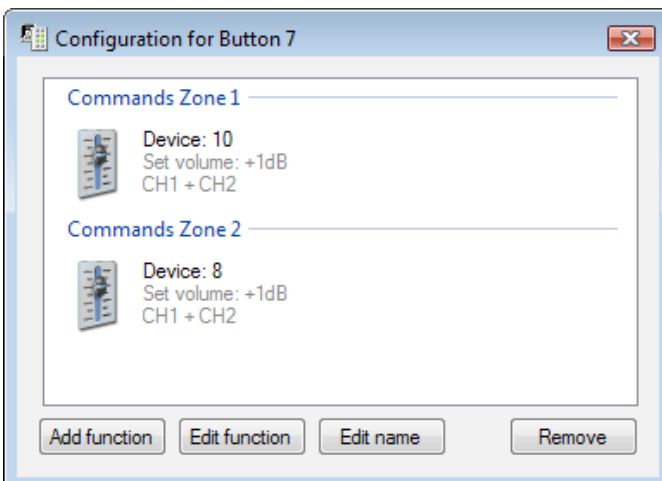 Configuration for Button 7
Commands Zone 1
Device: 10
Set volume: +1dB
CH1 + CH2
Commands Zone 2
Device: 8
Set volume: +1dB
CH1 + CH2
Add function Edit function Edit name Remove